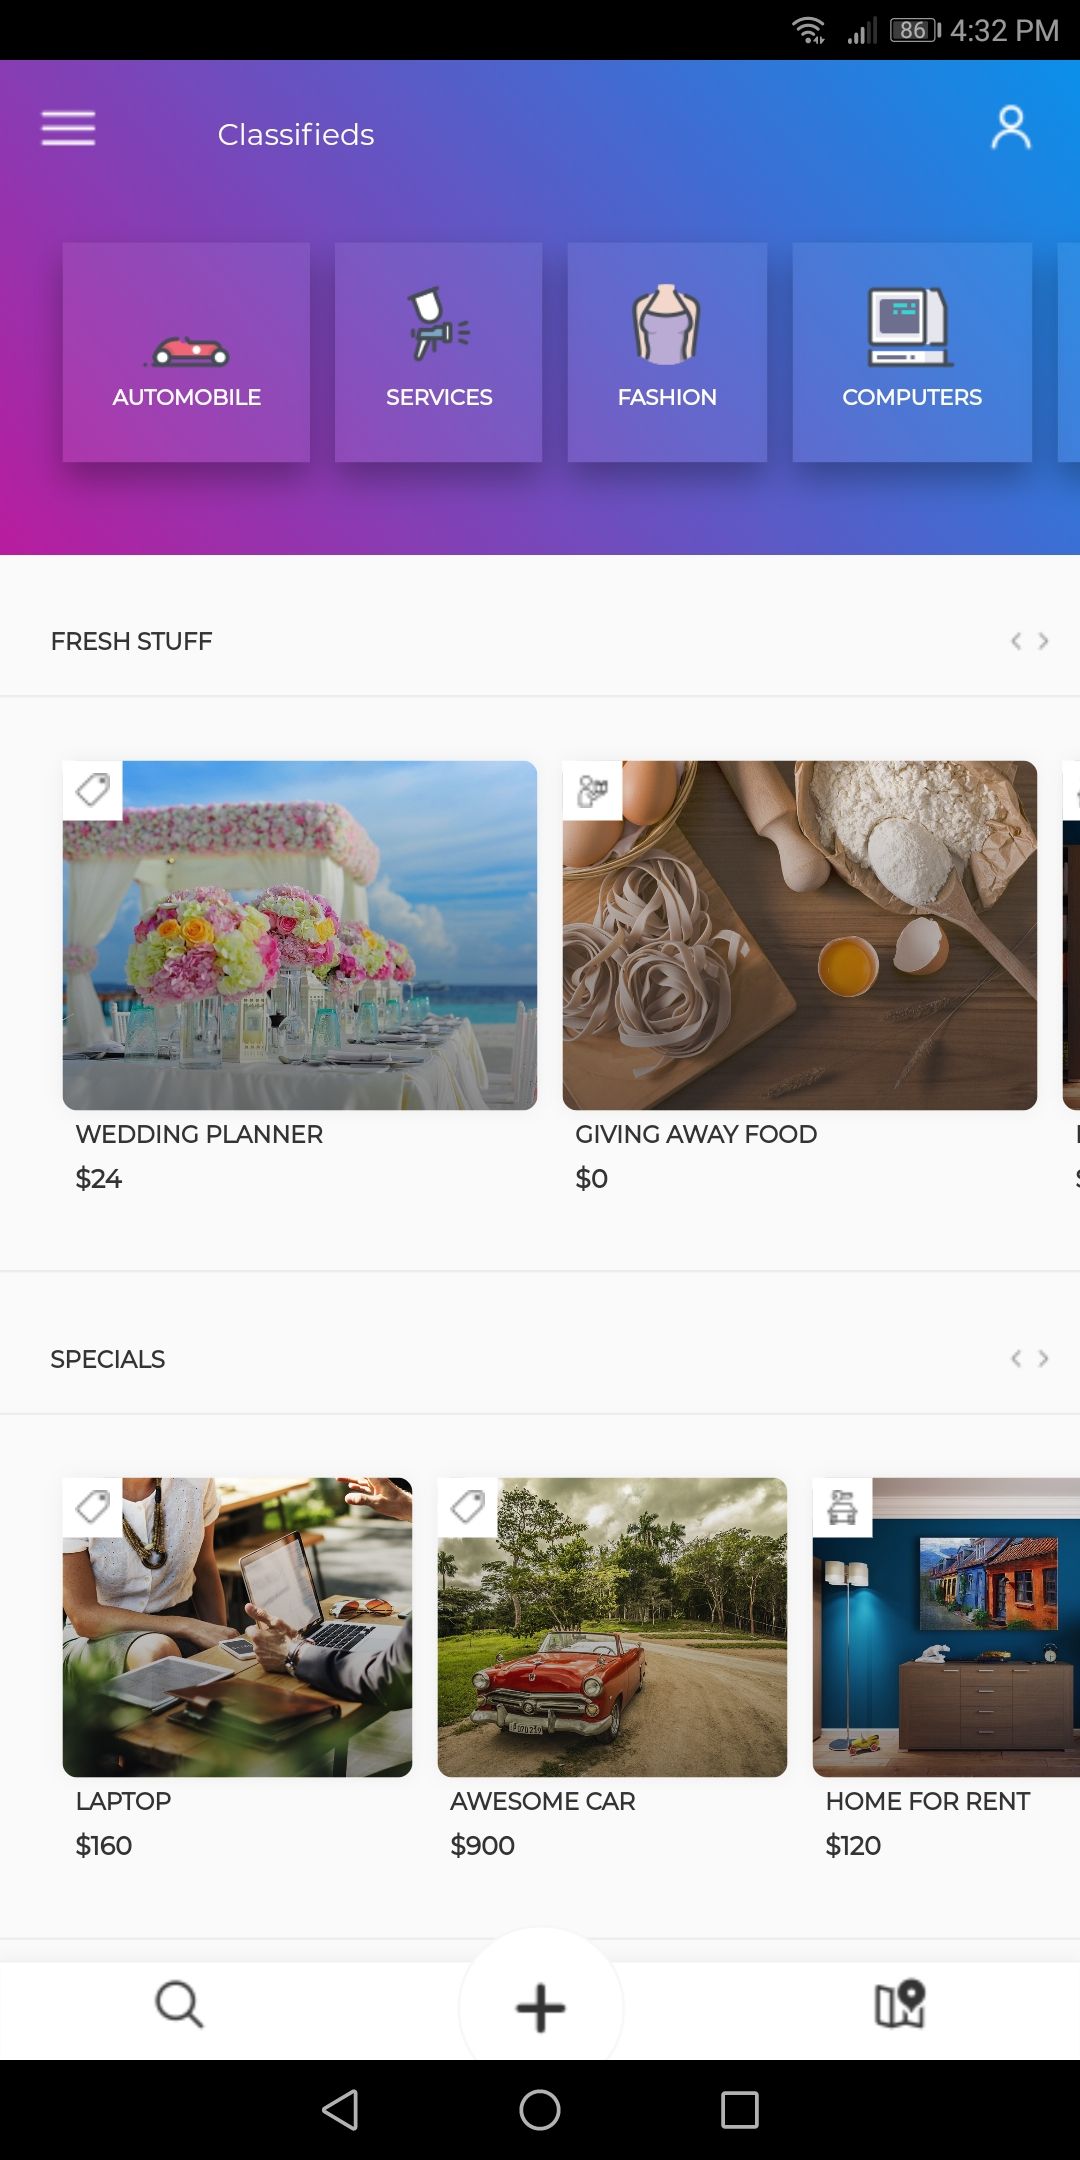 86 4:32 PM
Classifieds
AUTOMOBILE
SERVICES
FASHION
COMPUTERS
FRESH STUFF
WEDDING PLANNER
$24
GIVING AWAY FOOD
$0
SPECIALS
LAPTOP
$160
AWESOME CAR
$900
HOME FOR RENT
$120